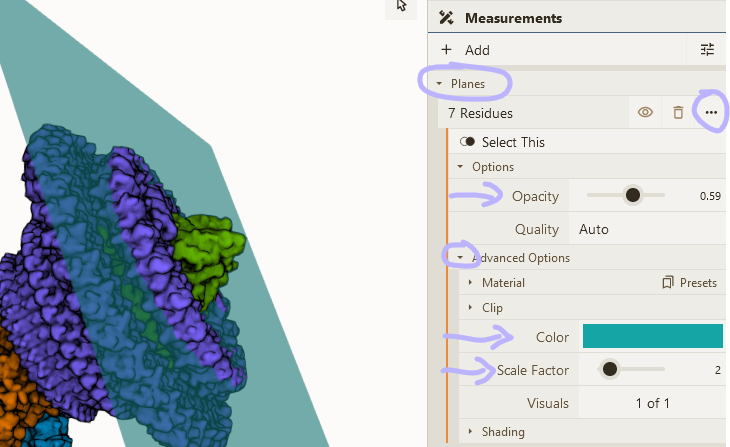 Measurements
Add
Planes
7 Residues
Select This
Options
Opacity 0.59
Quality Auto
Advanced Options
Material Presets
Clip
Color
Scale Factor 2
Visuals 1 of 1
Shading